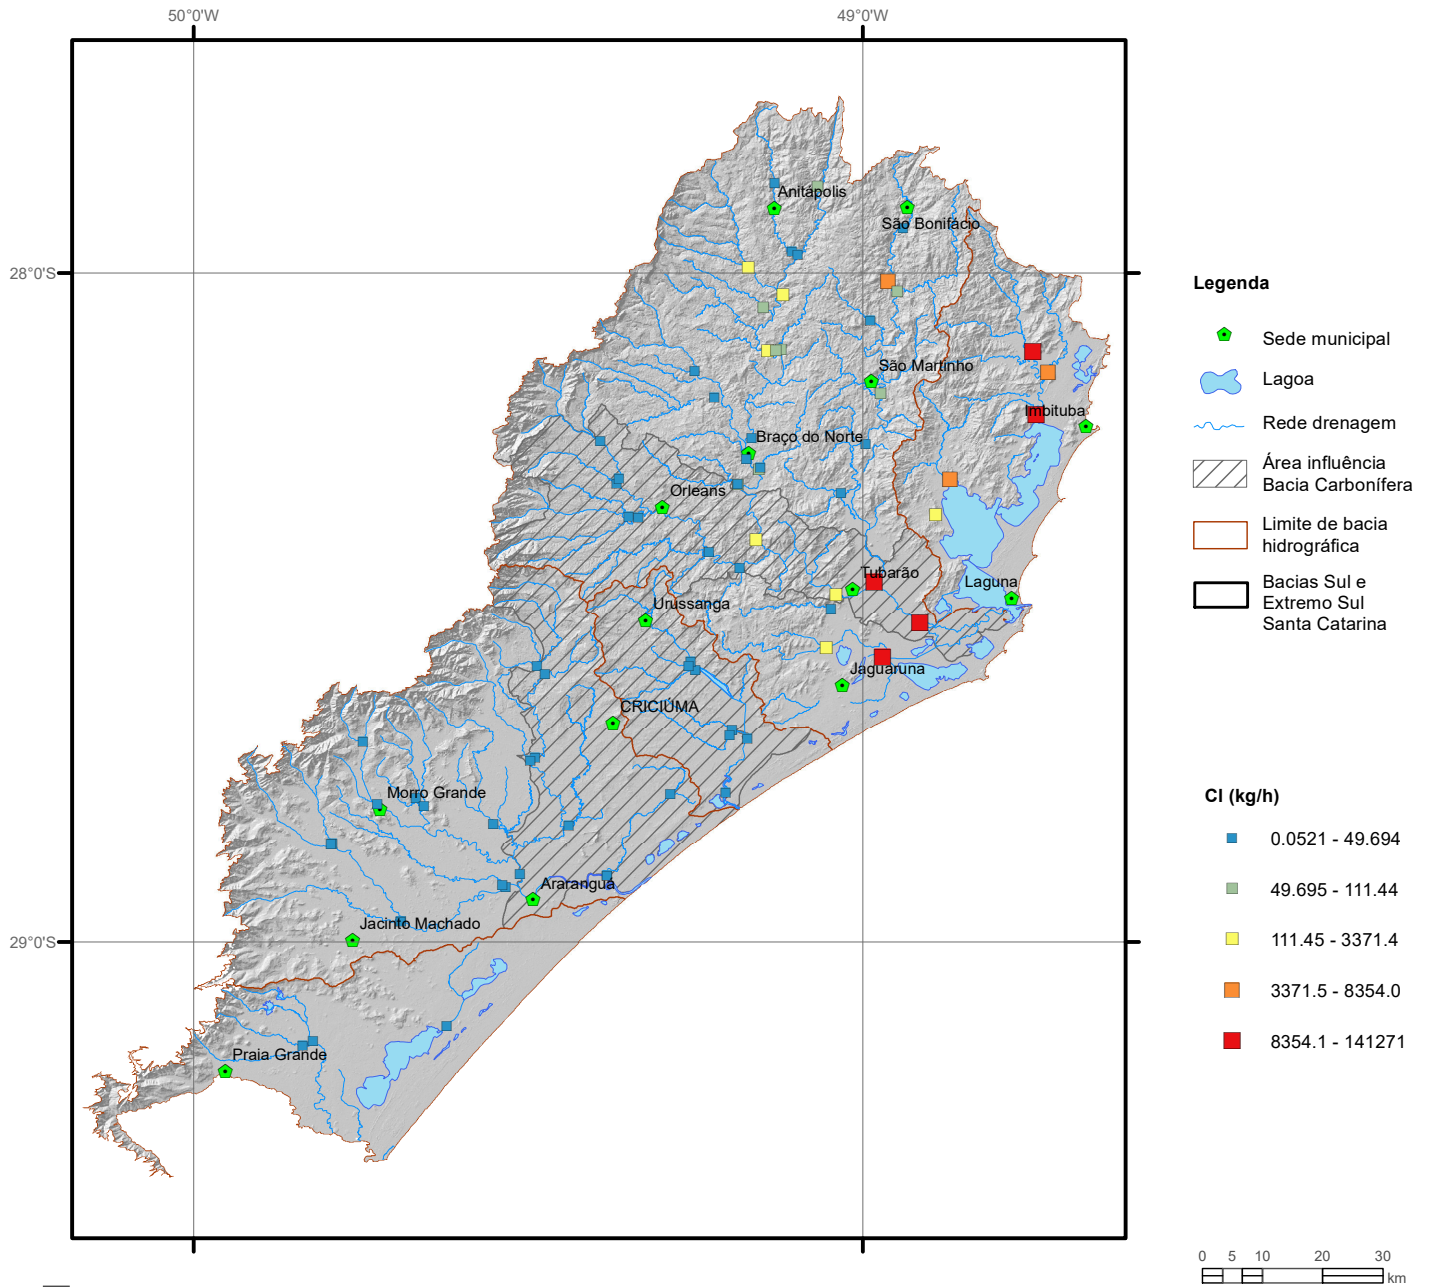 50°0'W
49°0'W
28°0'S
29°0'S
Anitápolis
São Bonifácio
São Martinho
Imbituba
Braço do Norte
Orleans
Tubarão
Laguna
Urussanga
Jaguaruna
CRICIÚMA
Morro Grande
Araranguá
Jacinto Machado
Praia Grande
Legenda
Sede municipal
Lagoa
Rede drenagem
Área influência
Bacia Carbonífera
Limite de bacia
hidrográfica
Bacias Sul e
Extremo Sul
Santa Catarina
Cl (kg/h)
0.0521 - 49.694
49.695 - 111.44
111.45 - 3371.4
3371.5 - 8354.0
8354.1 - 141271
0 5 10 20 30
km